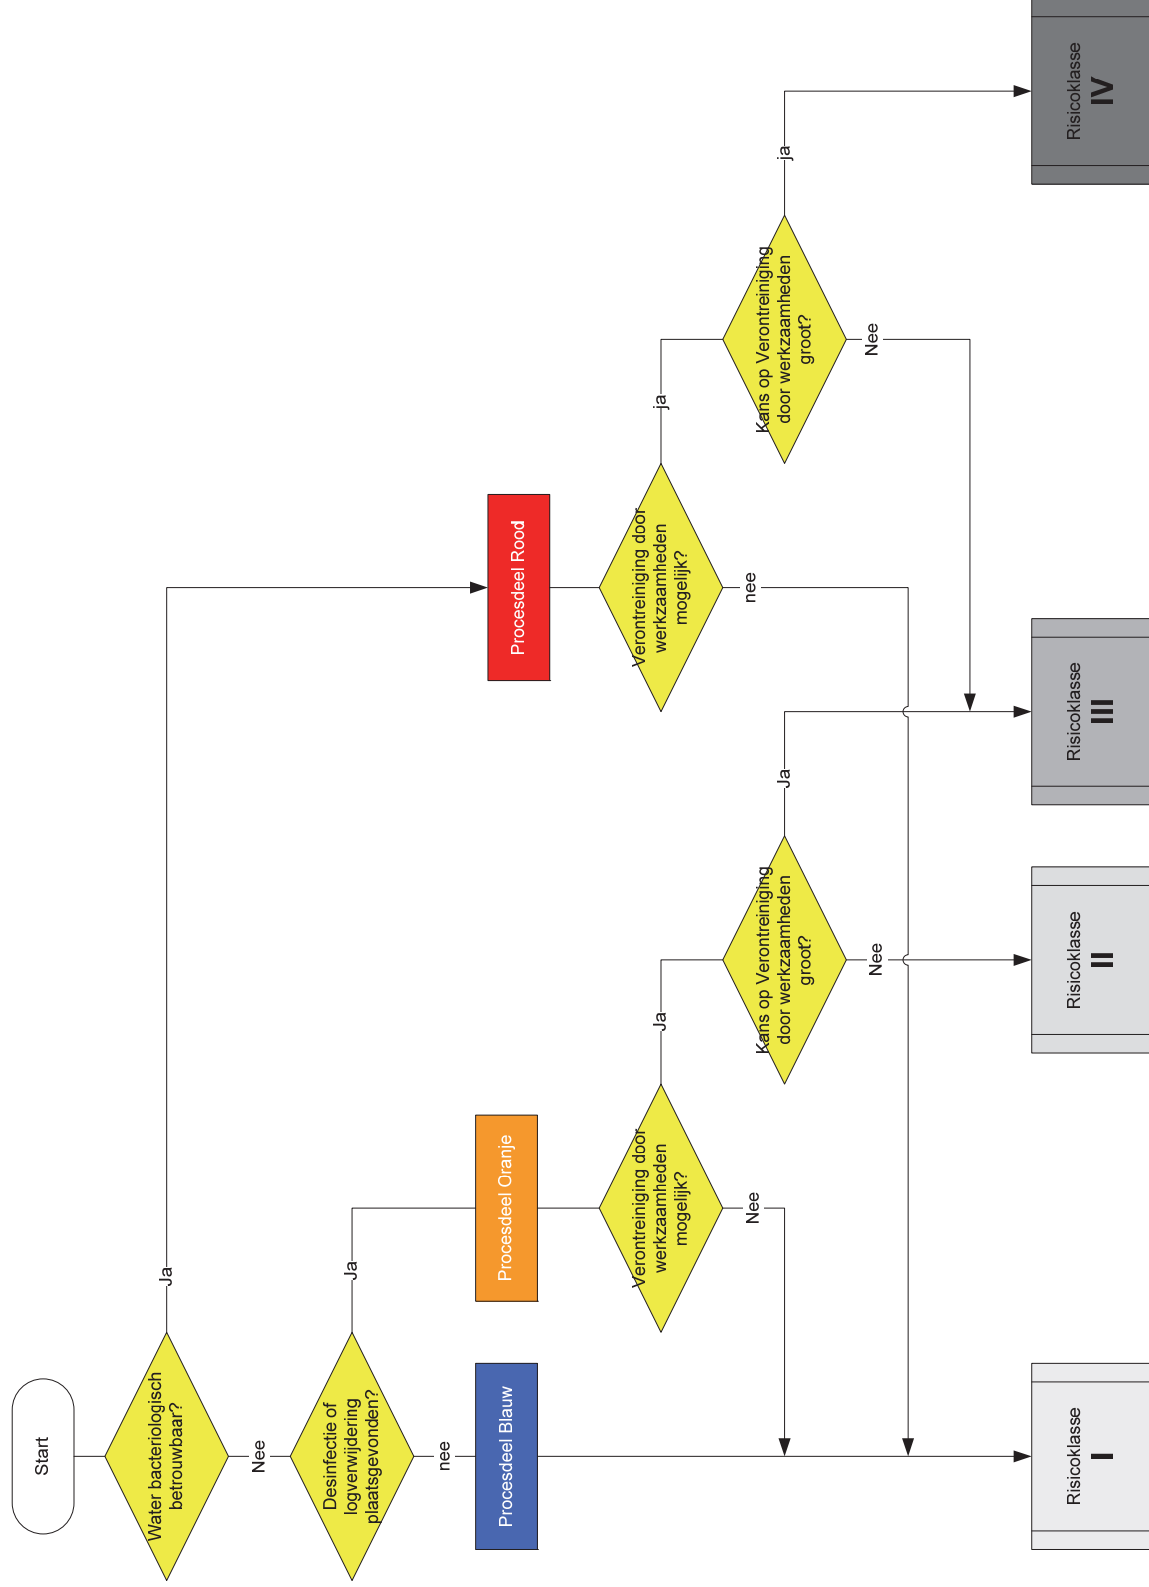 Start
Water bacteriologisch
betrouwbaar?
Ja
Nee
Desinfectie of
logverwijdering
plaatsgevonden?
Ja
nee
Procesdeel Blauw
Procesdeel Oranje
Procesdeel Rood
Verontreiniging door
werkzaamheden
mogelijk?
Ja
Nee
Verontreiniging door
werkzaamheden
mogelijk?
ja
nee
Kans op Verontreiniging
door werkzaamheden
groot?
Ja
Nee
Kans op Verontreiniging
door werkzaamheden
groot?
ja
Nee
Risicoklasse
I
Risicoklasse
II
Risicoklasse
III
Risicoklasse
IV